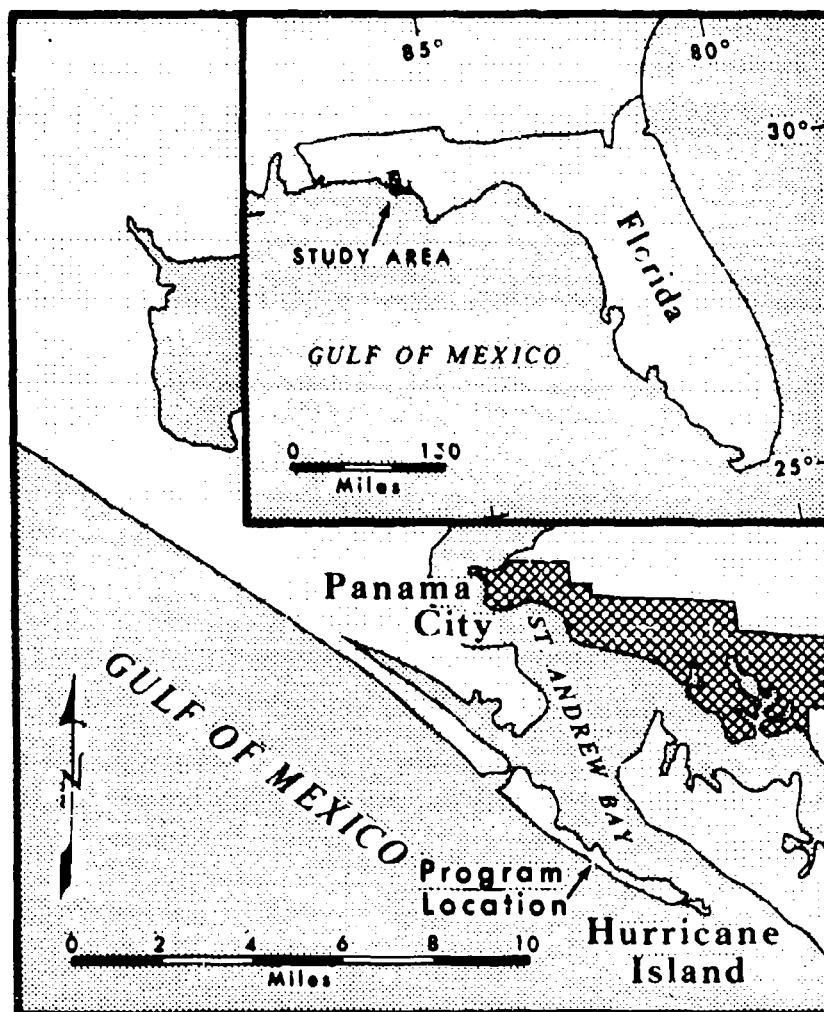 85° 80°
30°
Florida
STUDY AREA
GULF OF MEXICO
0 130
Miles
25°
Panama
City
ST ANDREW BAY
GULF OF MEXICO
Program
Location
Hurricane
Island
0 2 4 6 8 10
Miles